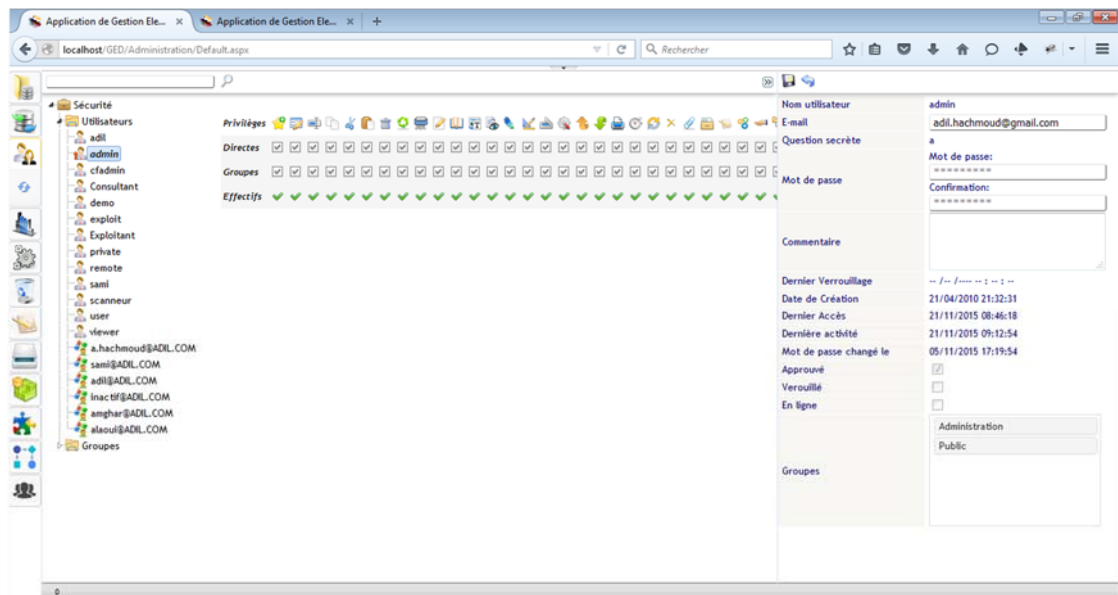 Application de Gestion Ele... ×
Application de Gestion Ele... ×
localhost/GED/Administration/Default.aspx
Rechercher
Sécurité
Utilisateurs
adil
admin
cfadmin
Consultant
demo
exploit
Exploitant
private
remote
sami
scanneur
user
viewer
a.hachmoud@ADIL.COM
sami@ADIL.COM
adil@ADIL.COM
inactif@ADIL.COM
amghar@ADIL.COM
alaoui@ADIL.COM
Groupes
Privilèges
Directes
Groupes
Effectifs
Nom utilisateur admin
E-mail adil.hachmoud@gmail.com
Question secrète a
Mot de passe
Mot de passe:
*********
Confirmation:
*********
Commentaire
Dernier Verrouillage -- /-- /---- -- : -- : --
Date de Création 21/04/2010 21:32:31
Dernier Accès 21/11/2015 08:46:18
Dernière activité 21/11/2015 09:12:54
Mot de passe changé le 05/11/2015 17:19:54
Approuvé
Verouillé
En ligne
Groupes
Administration
Public